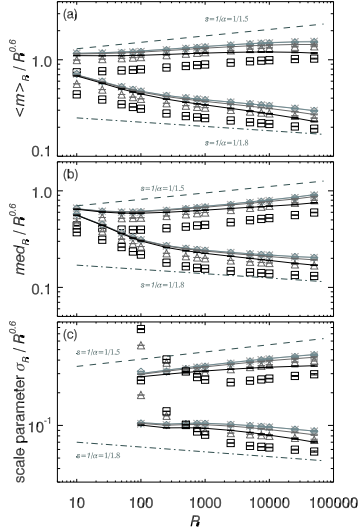 (a)
s=1/α=1/1.5
<m>R / R^0.6
1.0
0.1
s=1/α=1/1.8
(b)
s=1/α=1/1.5
medR / R^0.6
1.0
0.1
s=1/α=1/1.8
(c)
s=1/α=1/1.5
scale parameter σR / R^0.6
10^-1
s=1/α=1/1.8
10 100 1000 10000 100000
R